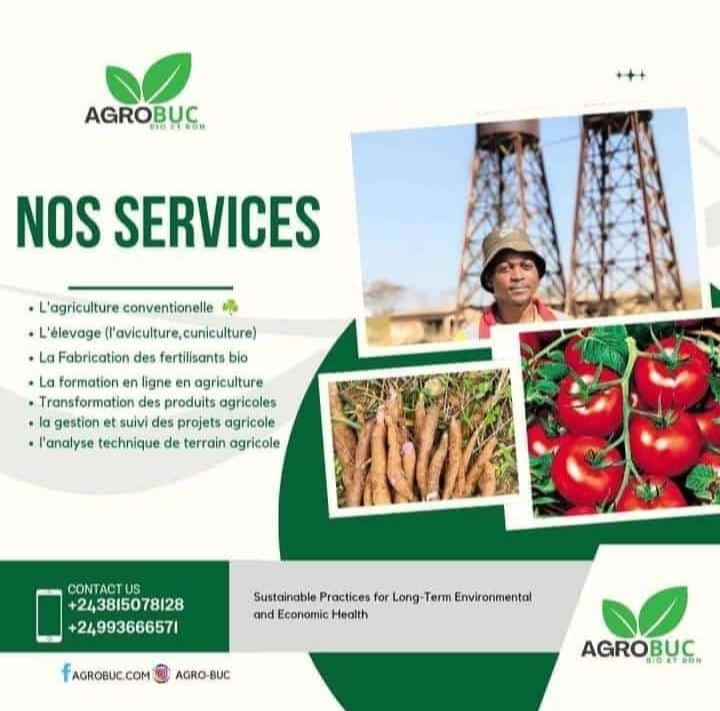 AGROBUC
BIO ET BON
NOS SERVICES
• L'agriculture conventionelle
• L'élevage (l'aviculture,cuniculture)
• La Fabrication des fertilisants bio
• La formation en ligne en agriculture
• Transformation des produits agricoles
• la gestion et suivi des projets agricole
• l'analyse technique de terrain agricole
CONTACT US
+243815078128
+24993666571
Sustainable Practices for Long-Term Environmental
and Economic Health
AGROBUC
BIO ET BON
AGROBUC.COM AGRO-BUC